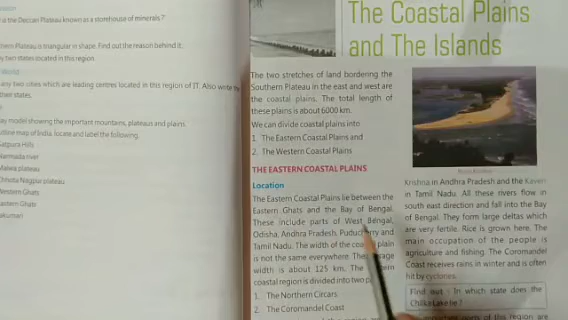 is the Deccan Plateau known as a storehouse of minerals ?
Plateau is triangular in shape. Find out the reason behind it.
two states located in this region.
World
any two cities which are leading centres located in this region of IT. Also write
their states.
model showing the important mountains, plateaus and plains.
map of India, locate and label the following.
Satpura Hills
Narmada river
Malwa plateau
Chhota Nagpur plateau
Western Ghats
Eastern Ghats
The Coastal Plains
and The Islands
The two stretches of land bordering the
Southern Plateau in the east and west are
the coastal plains. The total length of
these plains is about 6000 km.
We can divide coastal plains into
1. The Eastern Coastal Plains and
2. The Western Coastal Plains
THE EASTERN COASTAL PLAINS
Location
The Eastern Coastal Plains lie between the
Eastern Ghats and the Bay of Bengal.
These include parts of West Bengal,
Odisha, Andhra Pradesh, Puducherry and
Tamil Nadu. The width of the plain
is not the same everywhere. The
width is about 125 km. The
coastal region is divided into two
1. The Northern Circars
2. The Coromandel Coast
Krishna in Andhra Pradesh and the Kaveri
in Tamil Nadu. All these rivers flow in
south east direction and fall into the Bay
of Bengal. They form large deltas which
are very fertile. Rice is grown here. The
main occupation of the people is
agriculture and fishing. The Coromandel
Coast receives rains in winter and is often
hit by cyclones.
Find out : In which state does the
Chilka Lake lie ?
important parts of this region are